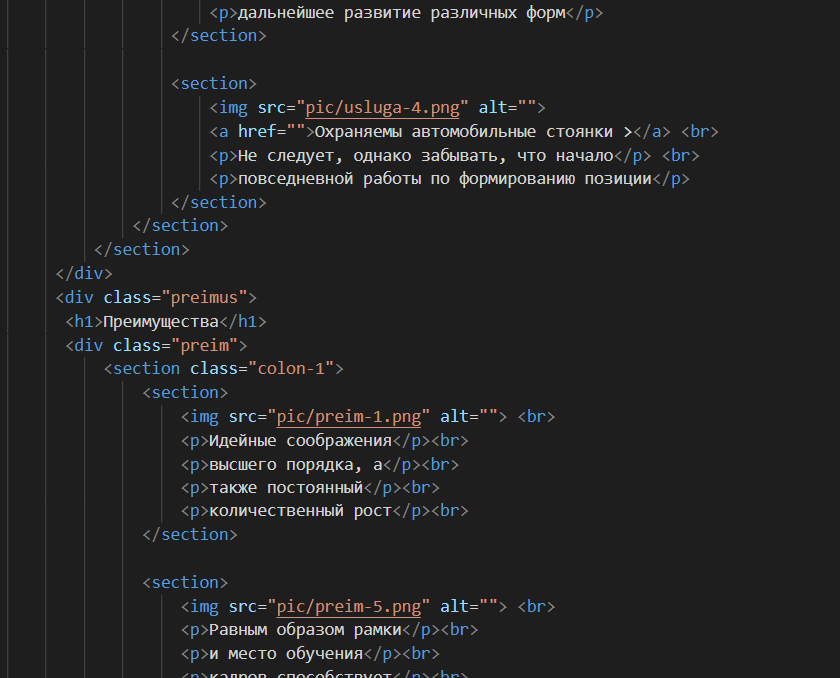 <p>дальнейшее развитие различных форм</p>
</section>
<section>
<img src="pic/usluga-4.png" alt="">
<a href="">Охраняемы автомобильные стоянки ></a> <br>
<p>Не следует, однако забывать, что начало</p> <br>
<p>повседневной работы по формированию позиции</p>
</section>
</section>
</section>
</div>
<div class="preimus">
<h1>Преимущества</h1>
<div class="preim">
<section class="colon-1">
<section>
<img src="pic/preim-1.png" alt=""> <br>
<p>Идейные соображения</p><br>
<p>высшего порядка, а</p><br>
<p>также постоянный</p><br>
<p>количественный рост</p><br>
</section>
<section>
<img src="pic/preim-5.png" alt=""> <br>
<p>Равным образом рамки</p><br>
<p>и место обучения</p><br>
<p>кадров способствует</p><br>